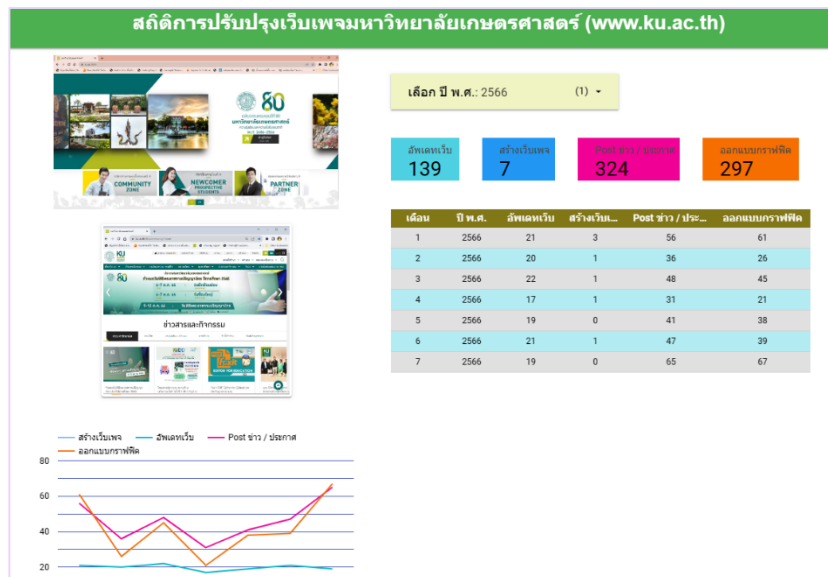 สถิติการปรับปรุงเว็บเพจมหาวิทยาลัยเกษตรศาสตร์ (www.ku.ac.th)
80
COMMUNITY ZONE
NEWCOMER
PROSPECTIVE STUDENTS
PARTNER ZONE
KU
80
ข่าวสารและกิจกรรม
เลือก ปี พ.ศ.: 2566 (1)
อัพเดทเว็บ
139
สร้างเว็บเพจ
7
Post ข่าว / ประกาศ
324
ออกแบบกราฟฟิค
297
เดือน ปี พ.ศ. อัพเดทเว็บ สร้างเว็บเ... Post ข่าว / ประ... ออกแบบกราฟฟิค
1 2566 21 3 56 61
2 2566 20 1 36 26
3 2566 22 1 48 45
4 2566 17 1 31 21
5 2566 19 0 41 38
6 2566 21 1 47 39
7 2566 19 0 65 67
สร้างเว็บเพจ อัพเดทเว็บ Post ข่าว / ประกาศ
ออกแบบกราฟฟิค
80
60
40
20